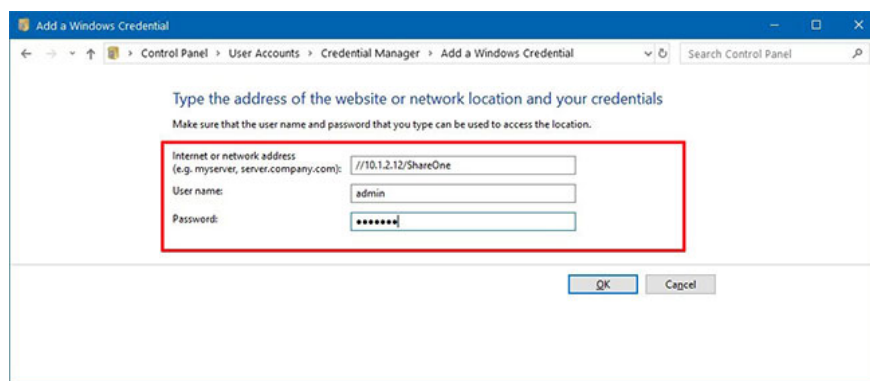 Add a Windows Credential
Control Panel > User Accounts > Credential Manager > Add a Windows Credential
Search Control Panel
Type the address of the website or network location and your credentials
Make sure that the user name and password that you type can be used to access the location.
Internet or network address
(e.g. myserver, server.company.com): //10.1.2.12/ShareOne
User name: admin
Password: •••••••
OK Cancel